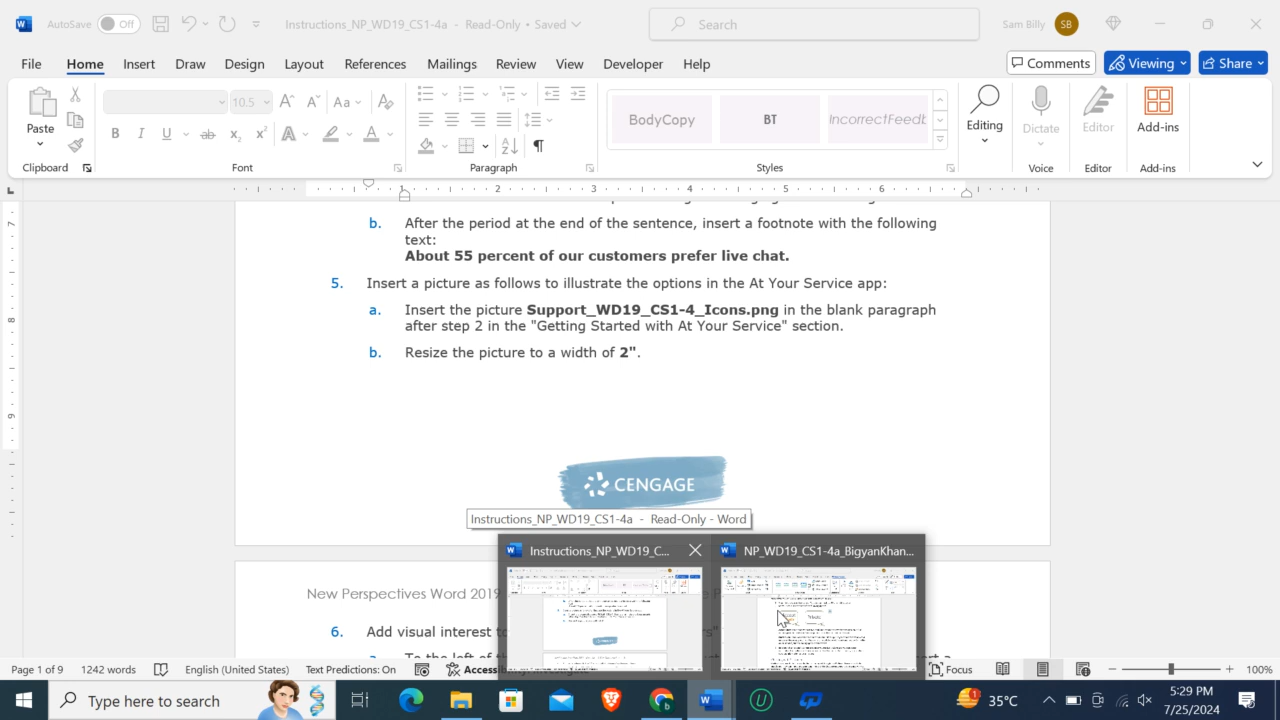 AutoSave Off Instructions_NP_WD19_CS1-4a - Read-Only • Saved Search Sam Billy SB
File Home Insert Draw Design Layout References Mailings Review View Developer Help Comments Viewing Share
10.5 Aa BodyCopy BT IncorrectFeedb
Paste Editing Dictate Editor Add-ins
Clipboard Font Paragraph Styles Voice Editor Add-ins
1 2 3 4 5 6
b. After the period at the end of the sentence, insert a footnote with the following
text:
About 55 percent of our customers prefer live chat.
5. Insert a picture as follows to illustrate the options in the At Your Service app:
a. Insert the picture Support_WD19_CS1-4_Icons.png in the blank paragraph
after step 2 in the "Getting Started with At Your Service" section.
b. Resize the picture to a width of 2".
CENGAGE
Instructions_NP_WD19_CS1-4a - Read-Only - Word
Instructions_NP_WD19_C... NP_WD19_CS1-4a_BigyanKhan...
New Perspectives Word 2019
6. Add visual interest to
Page 1 of 9 English (United States) Text Predictions: On Focus 100%
Type here to search 35°C 5:29 PM
7/25/2024